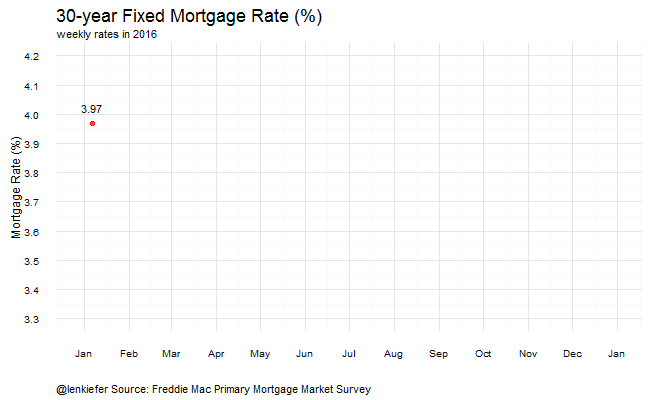 30-year Fixed Mortgage Rate (%)
weekly rates in 2016
4.2
4.1
4.0
3.9
3.8
3.7
3.6
3.5
3.4
3.3
Mortgage Rate (%)
3.97
Jan Feb Mar Apr May Jun Jul Aug Sep Oct Nov Dec Jan
@lenkiefer Source: Freddie Mac Primary Mortgage Market Survey